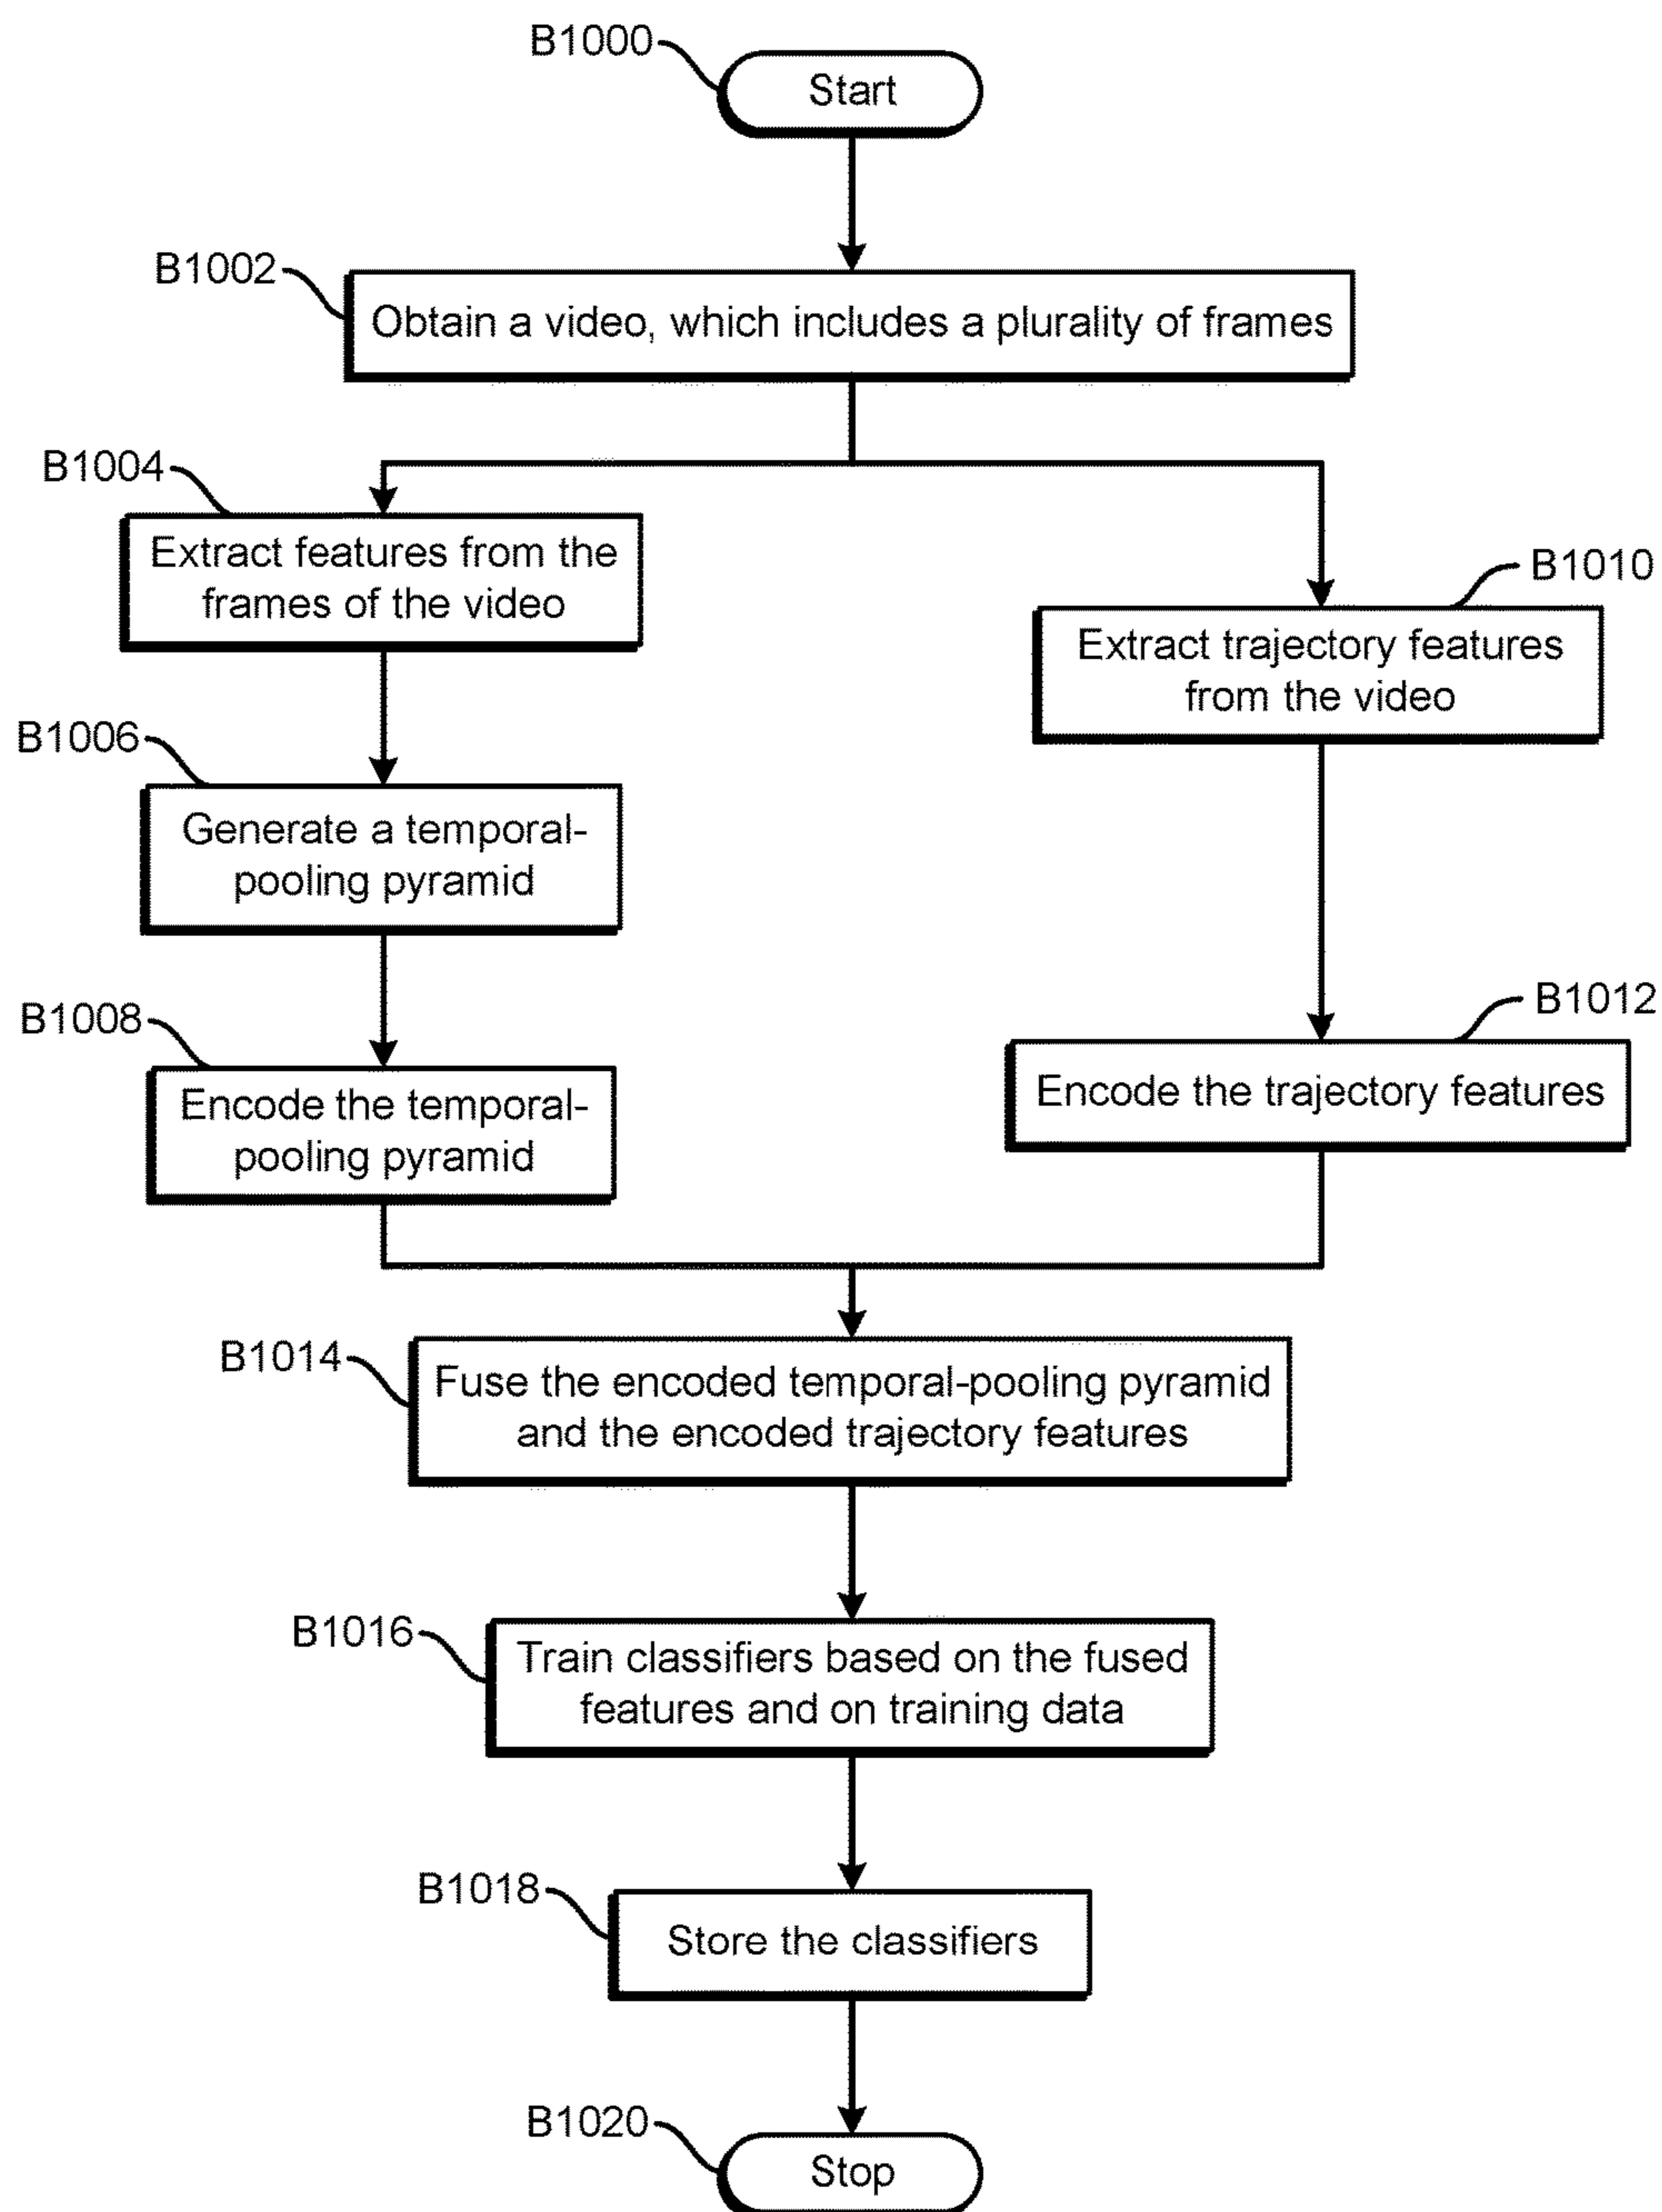 B1000
Start
B1002
Obtain a video, which includes a plurality of frames
B1004
Extract features from the
frames of the video
B1006
Generate a temporal-
pooling pyramid
B1008
Encode the temporal-
pooling pyramid
B1010
Extract trajectory features
from the video
B1012
Encode the trajectory features
B1014
Fuse the encoded temporal-pooling pyramid
and the encoded trajectory features
B1016
Train classifiers based on the fused
features and on training data
B1018
Store the classifiers
B1020
Stop